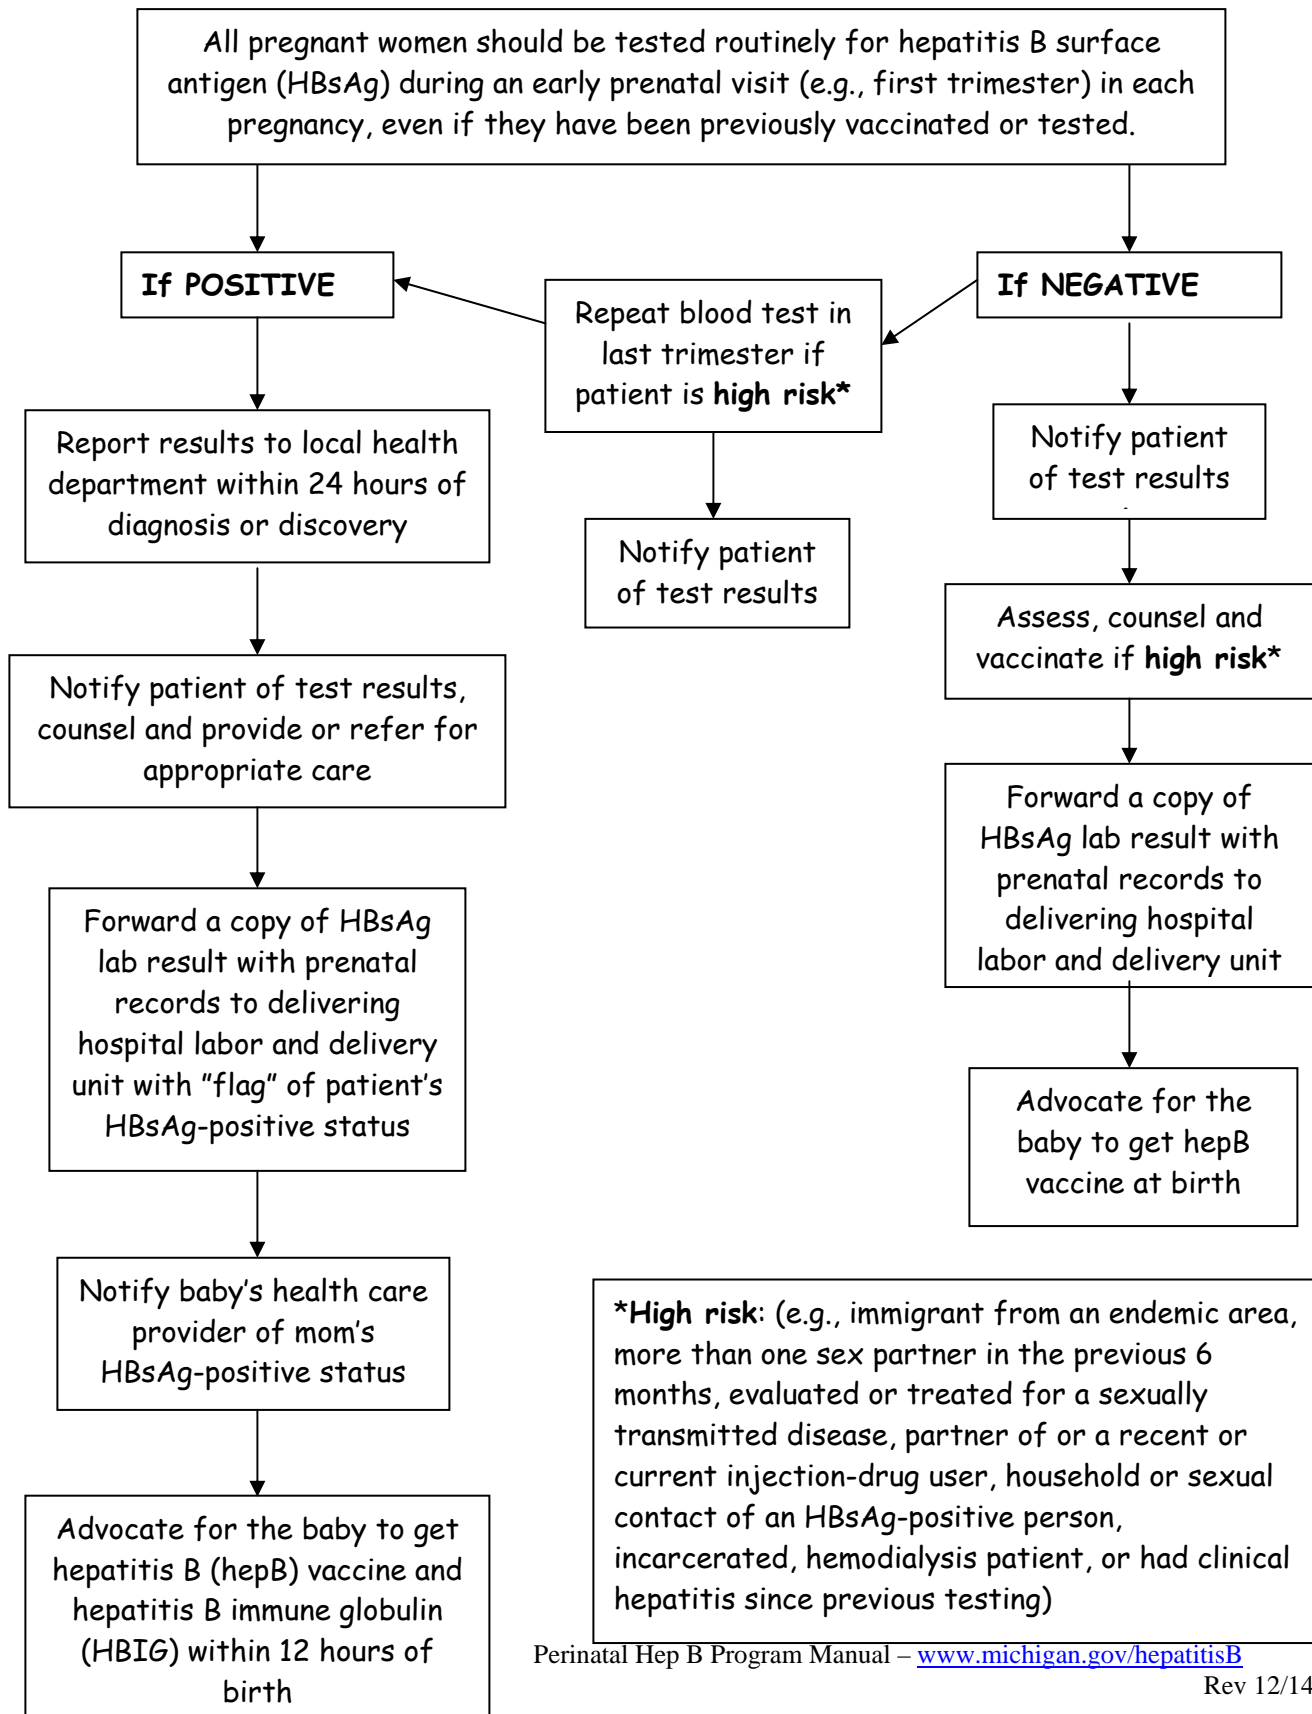 All pregnant women should be tested routinely for hepatitis B surface
antigen (HBsAg) during an early prenatal visit (e.g., first trimester) in each
pregnancy, even if they have been previously vaccinated or tested.
If POSITIVE
If NEGATIVE
Repeat blood test in
last trimester if
patient is high risk*
Notify patient
of test results
Report results to local health
department within 24 hours of
diagnosis or discovery
Notify patient of test results,
counsel and provide or refer for
appropriate care
Forward a copy of HBsAg
lab result with prenatal
records to delivering
hospital labor and delivery
unit with "flag" of patient's
HBsAg-positive status
Notify baby's health care
provider of mom's
HBsAg-positive status
Advocate for the baby to get
hepatitis B (hepB) vaccine and
hepatitis B immune globulin
(HBIG) within 12 hours of
birth
Notify patient
of test results
Assess, counsel and
vaccinate if high risk*
Forward a copy of
HBsAg lab result with
prenatal records to
delivering hospital
labor and delivery unit
Advocate for the
baby to get hepB
vaccine at birth
*High risk: (e.g., immigrant from an endemic area,
more than one sex partner in the previous 6
months, evaluated or treated for a sexually
transmitted disease, partner of or a recent or
current injection-drug user, household or sexual
contact of an HBsAg-positive person,
incarcerated, hemodialysis patient, or had clinical
hepatitis since previous testing)
Perinatal Hep B Program Manual – www.michigan.gov/hepatitisB
Rev 12/14